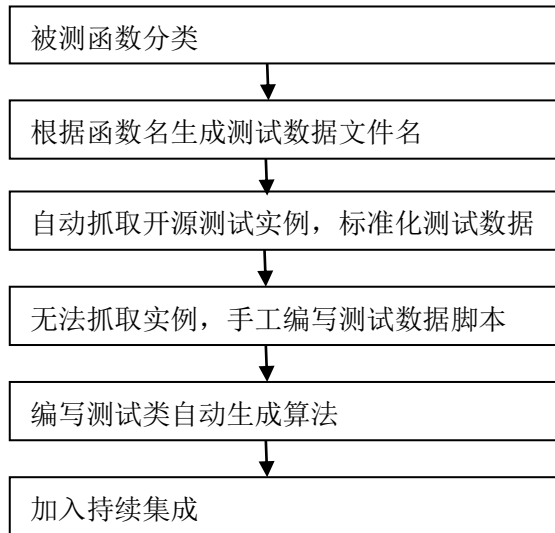 被测函数分类
根据函数名生成测试数据文件名
自动抓取开源测试实例，标准化测试数据
无法抓取实例，手工编写测试数据脚本
编写测试类自动生成算法
加入持续集成